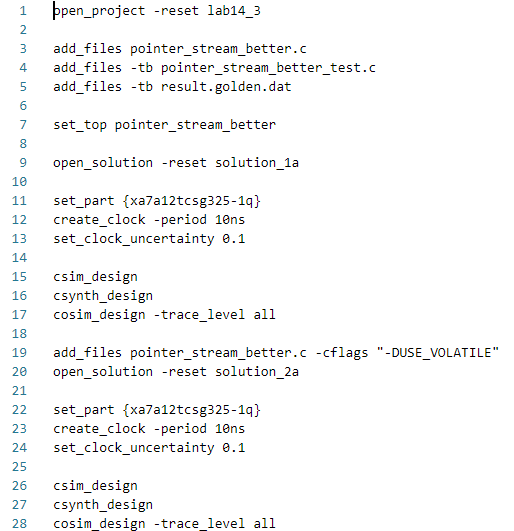 1 open_project -reset lab14_3
2
3 add_files pointer_stream_better.c
4 add_files -tb pointer_stream_better_test.c
5 add_files -tb result.golden.dat
6
7 set_top pointer_stream_better
8
9 open_solution -reset solution_1a
10
11 set_part {xa7a12tcsg325-1q}
12 create_clock -period 10ns
13 set_clock_uncertainty 0.1
14
15 csim_design
16 csynth_design
17 cosim_design -trace_level all
18
19 add_files pointer_stream_better.c -cflags "-DUSE_VOLATILE"
20 open_solution -reset solution_2a
21
22 set_part {xa7a12tcsg325-1q}
23 create_clock -period 10ns
24 set_clock_uncertainty 0.1
25
26 csim_design
27 csynth_design
28 cosim_design -trace_level all